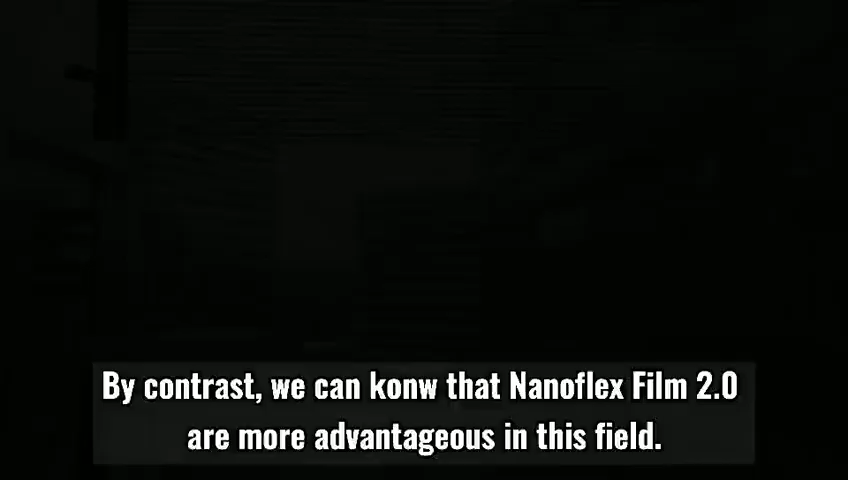 By contrast, we can konw that Nanoflex Film 2.0
are more advantageous in this field.